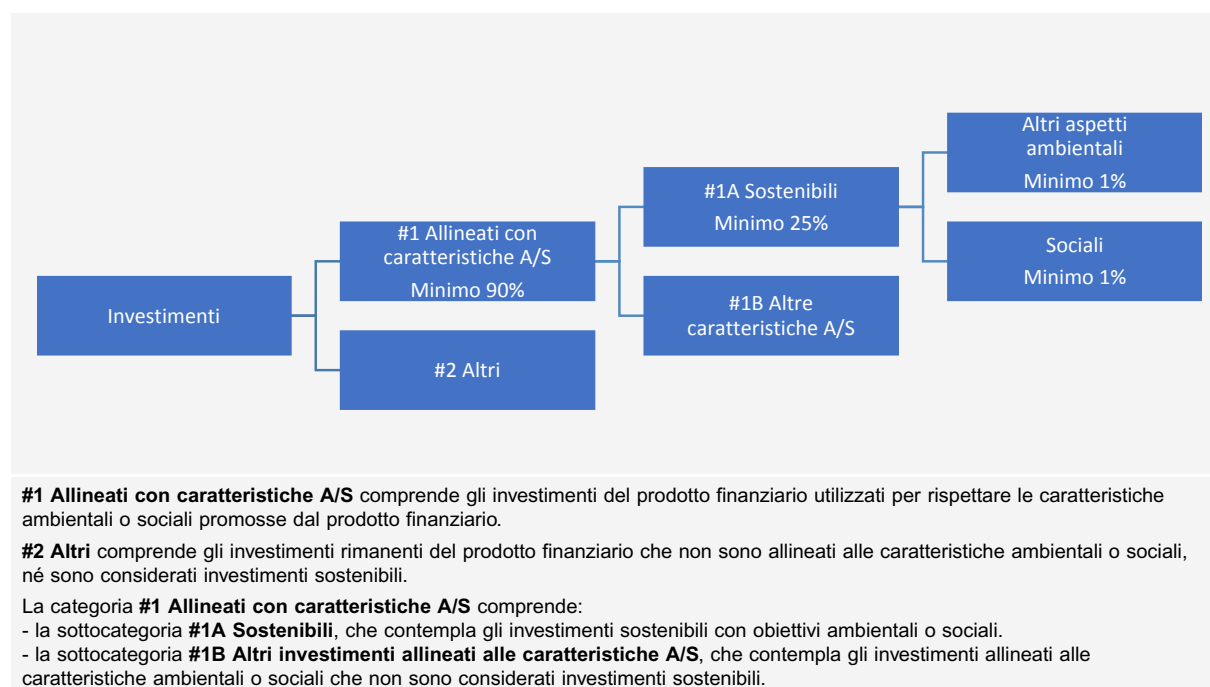 Investimenti
#1 Allineati con
caratteristiche A/S
Minimo 90%
#2 Altri
#1A Sostenibili
Minimo 25%
#1B Altre
caratteristiche A/S
Altri aspetti
ambientali
Minimo 1%
Sociali
Minimo 1%
#1 Allineati con caratteristiche A/S comprende gli investimenti del prodotto finanziario utilizzati per rispettare le caratteristiche
ambientali o sociali promosse dal prodotto finanziario.
#2 Altri comprende gli investimenti rimanenti del prodotto finanziario che non sono allineati alle caratteristiche ambientali o sociali,
né sono considerati investimenti sostenibili.
La categoria #1 Allineati con caratteristiche A/S comprende:
- la sottocategoria #1A Sostenibili, che contempla gli investimenti sostenibili con obiettivi ambientali o sociali.
- la sottocategoria #1B Altri investimenti allineati alle caratteristiche A/S, che contempla gli investimenti allineati alle
caratteristiche ambientali o sociali che non sono considerati investimenti sostenibili.